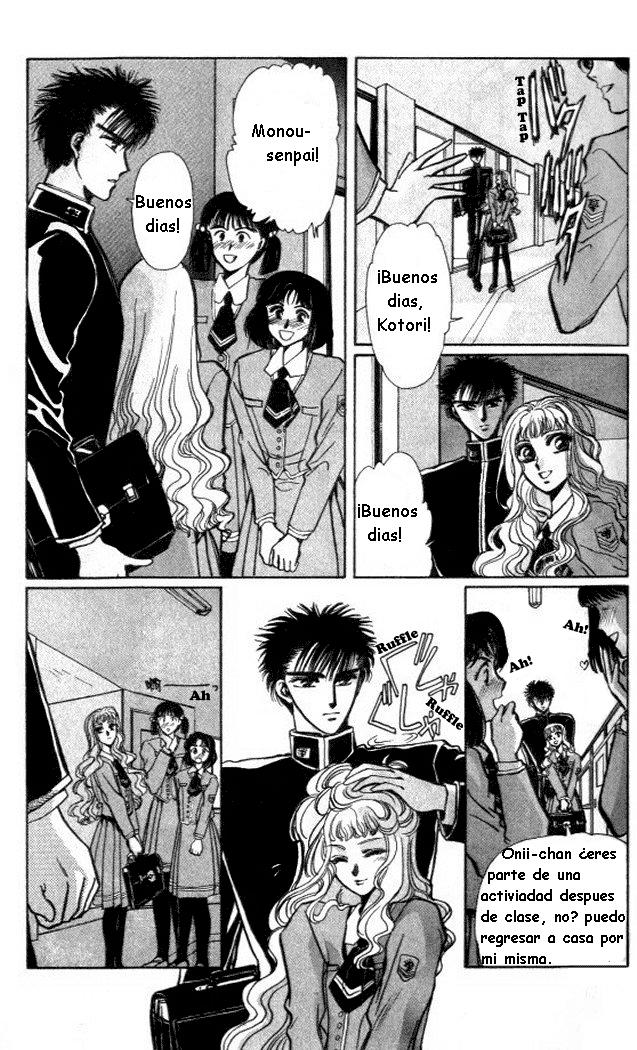 Tap
Tap
¡Buenos
dias,
Kotori!
¡Buenos
dias!
Monou-
senpai!
Buenos
dias!
Ah!
Ah!
Onii-chan ¿eres
parte de una
activiadad despues
de clase, no? puedo
regresar a casa por
mi misma.
Ruffle
Ruffle
Ah